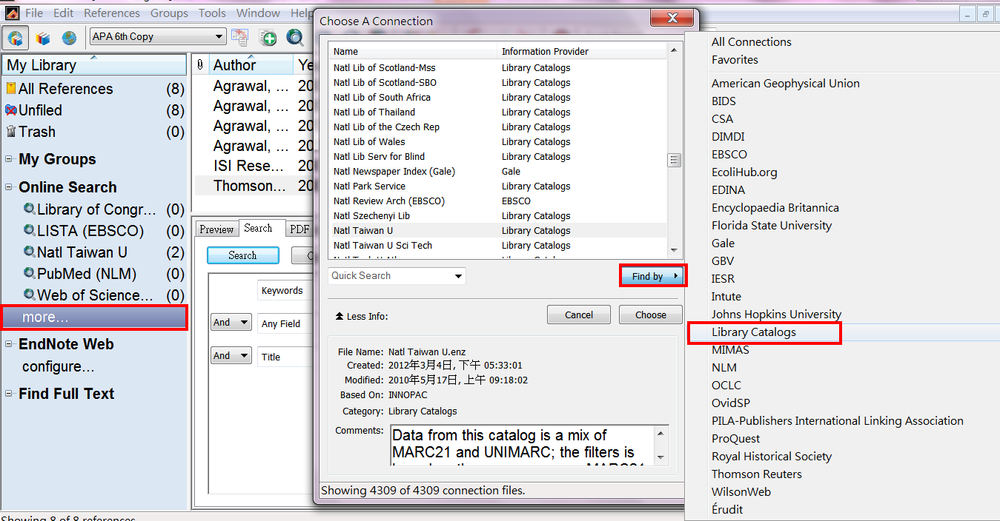 File Edit References Groups Tools Window Help
APA 6th Copy
My Library
All References (8)
Unfiled (8)
Trash (0)
My Groups
Online Search
Library of Congr... (0)
LISTA (EBSCO) (0)
Natl Taiwan U (2)
PubMed (NLM) (0)
Web of Science... (0)
more...
EndNote Web
configure...
Find Full Text
Author Ye
Agrawal, ... 20
Agrawal, ... 20
Agrawal, ... 20
Agrawal, ... 20
ISI Rese... 20
Thomson... 20
Preview Search PDF
Search
Keywords
And Any Field
And Title
Choose A Connection
Name Information Provider
Natl Lib of Scotland-Mss Library Catalogs
Natl Lib of Scotland-SBO Library Catalogs
Natl Lib of South Africa Library Catalogs
Natl Lib of Thailand Library Catalogs
Natl Lib of the Czech Rep Library Catalogs
Natl Lib of Wales Library Catalogs
Natl Lib Serv for Blind Library Catalogs
Natl Newspaper Index (Gale) Gale
Natl Park Service Library Catalogs
Natl Review Arch (EBSCO) EBSCO
Natl Szechenyi Lib Library Catalogs
Natl Taiwan U Library Catalogs
Natl Taiwan U Sci Tech Library Catalogs
Quick Search Find by
Less Info: Cancel Choose
File Name: Natl Taiwan U.enz
Created: 2012年3月4日, 下午 05:33:01
Modified: 2010年5月17日, 上午 09:18:02
Based On: INNOPAC
Category: Library Catalogs
Comments: Data from this catalog is a mix of
MARC21 and UNIMARC; the filters is
Showing 4309 of 4309 connection files.
All Connections
Favorites
American Geophysical Union
BIDS
CSA
DIMDI
EBSCO
EcoliHub.org
EDINA
Encyclopaedia Britannica
Florida State University
Gale
GBV
IESR
Intute
Johns Hopkins University
Library Catalogs
MIMAS
NLM
OCLC
OvidSP
PILA-Publishers International Linking Association
ProQuest
Royal Historical Society
Thomson Reuters
WilsonWeb
Érudit
Showing 8 of 8 references